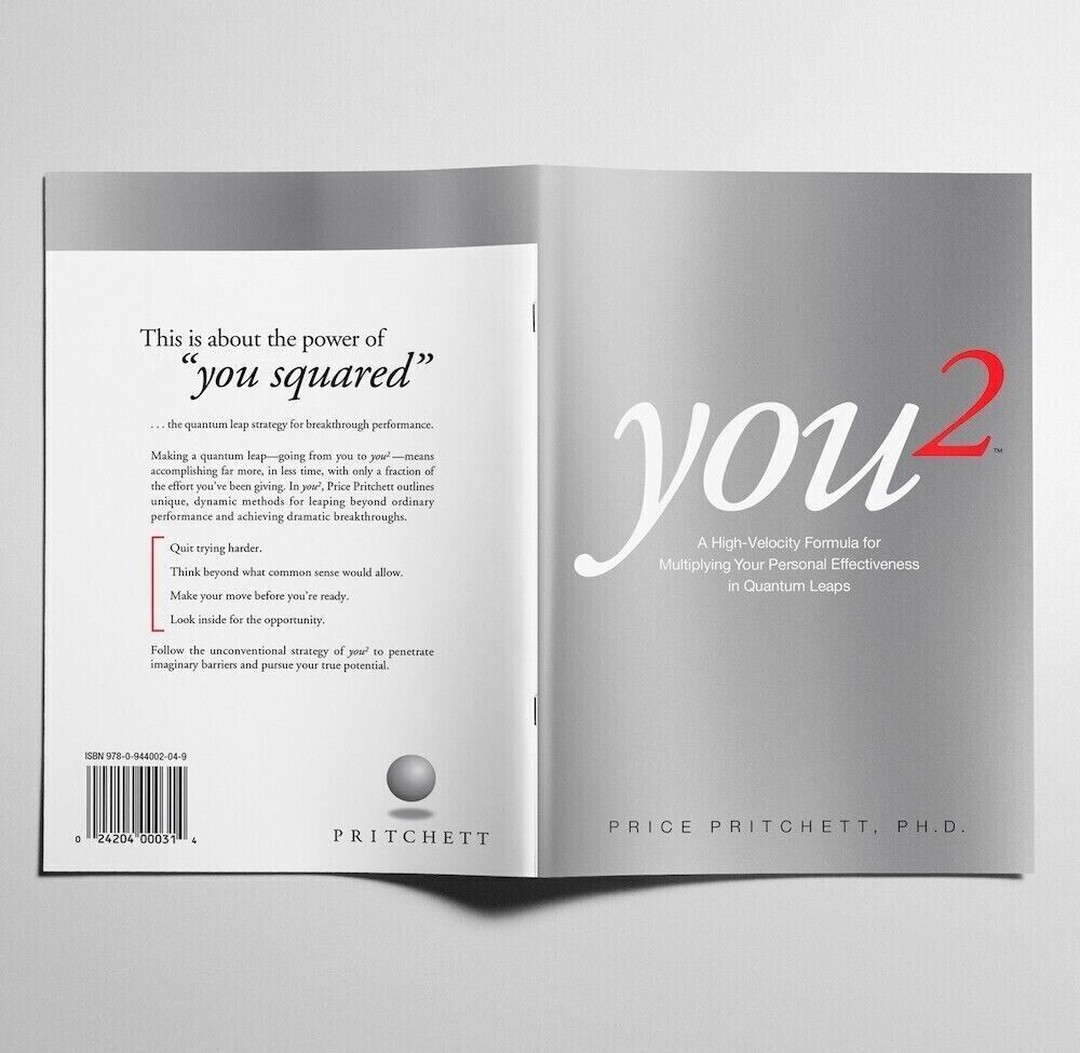 This is about the power of
“you squared”
. . . the quantum leap strategy for breakthrough performance.
Making a quantum leap—going from you to you²—means
accomplishing far more, in less time, with only a fraction of
the effort you’ve been giving. In you², Price Pritchett outlines
unique, dynamic methods for leaping beyond ordinary
performance and achieving dramatic breakthroughs.
Quit trying harder.
Think beyond what common sense would allow.
Make your move before you’re ready.
Look inside for the opportunity.
Follow the unconventional strategy of you² to penetrate
imaginary barriers and pursue your true potential.
ISBN 978-0-944002-04-9
0 24204 00031 4
PRITCHETT
you²™
A High-Velocity Formula for
Multiplying Your Personal Effectiveness
in Quantum Leaps
PRICE PRITCHETT, PH.D.